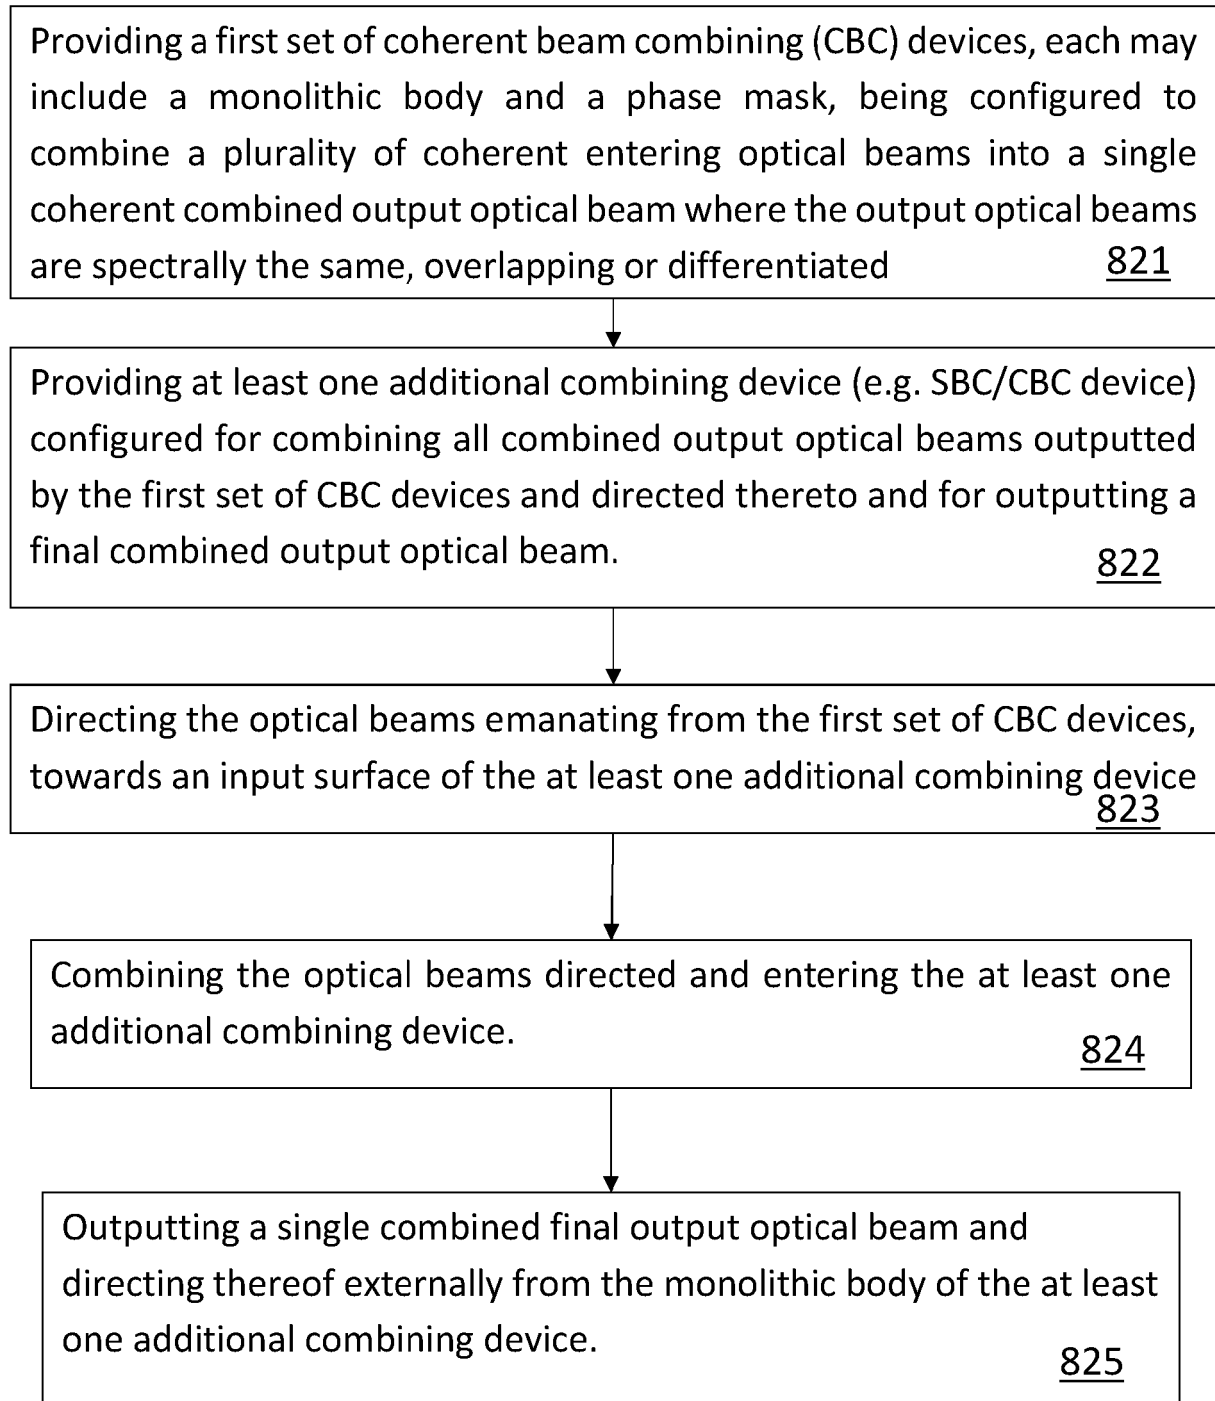 Providing a first set of coherent beam combining (CBC) devices, each may
include a monolithic body and a phase mask, being configured to
combine a plurality of coherent entering optical beams into a single
coherent combined output optical beam where the output optical beams
are spectrally the same, overlapping or differentiated
821
Providing at least one additional combining device (e.g. SBC/CBC device)
configured for combining all combined output optical beams outputted
by the first set of CBC devices and directed thereto and for outputting a
final combined output optical beam.
822
Directing the optical beams emanating from the first set of CBC devices,
towards an input surface of the at least one additional combining device
823
Combining the optical beams directed and entering the at least one
additional combining device.
824
Outputting a single combined final output optical beam and
directing thereof externally from the monolithic body of the at least
one additional combining device.
825